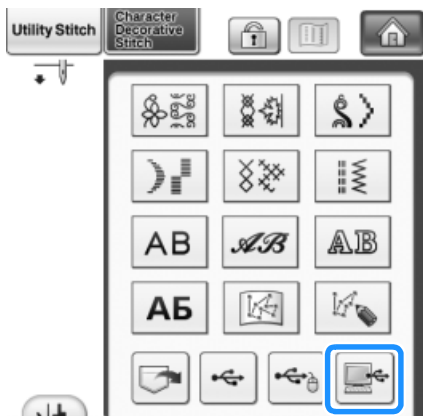 Utility Stitch
Character
Decorative
Stitch
AB
AB
AB
АБ